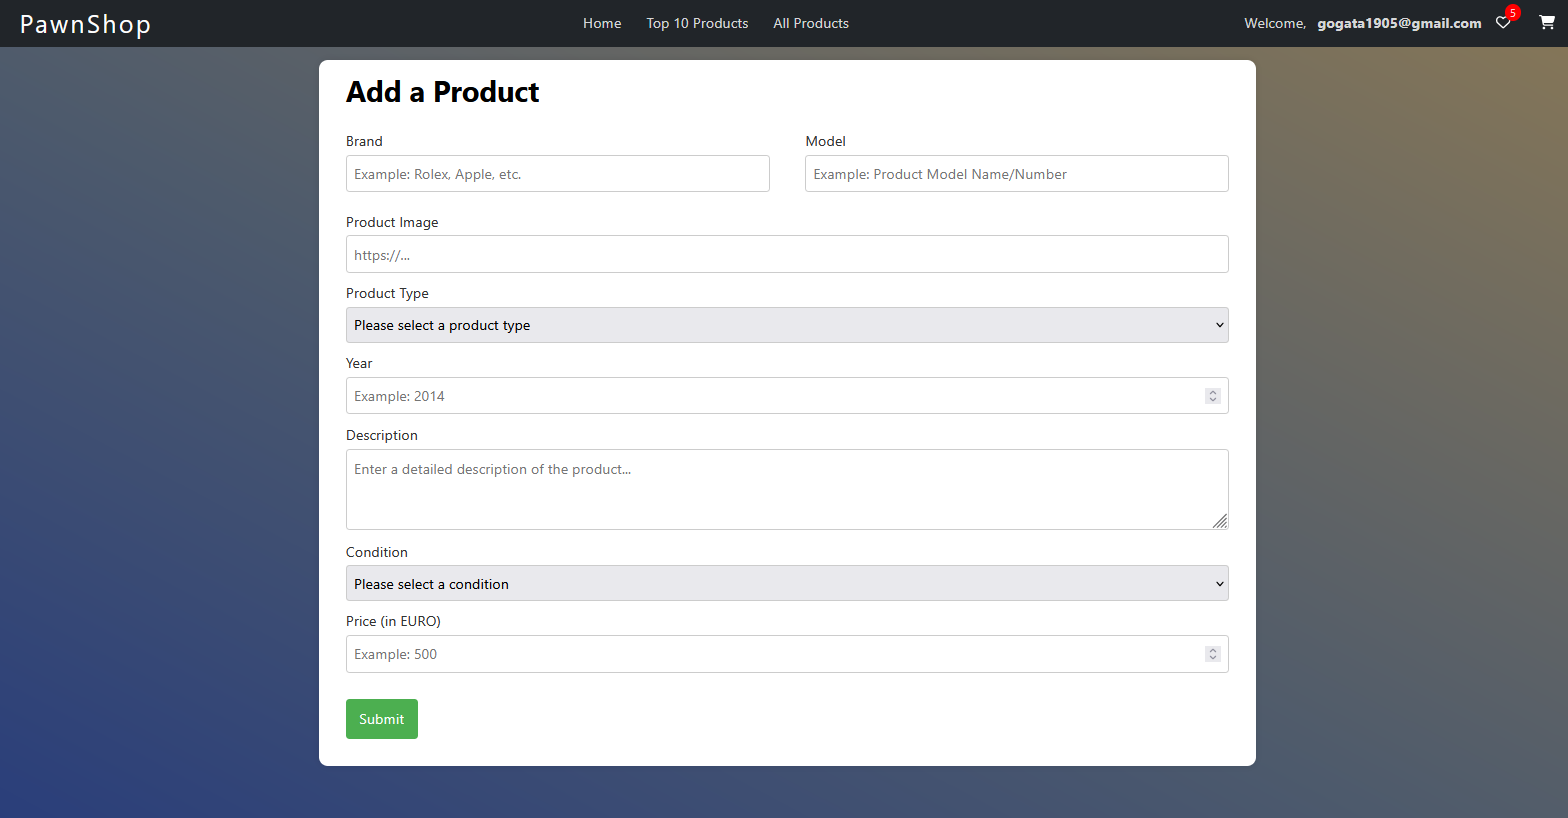 PawnShop
Home Top 10 Products All Products
Welcome, gogata1905@gmail.com 5
Add a Product
Brand Model
Example: Rolex, Apple, etc. Example: Product Model Name/Number
Product Image
https://...
Product Type
Please select a product type
Year
Example: 2014
Description
Enter a detailed description of the product...
Condition
Please select a condition
Price (in EURO)
Example: 500
Submit